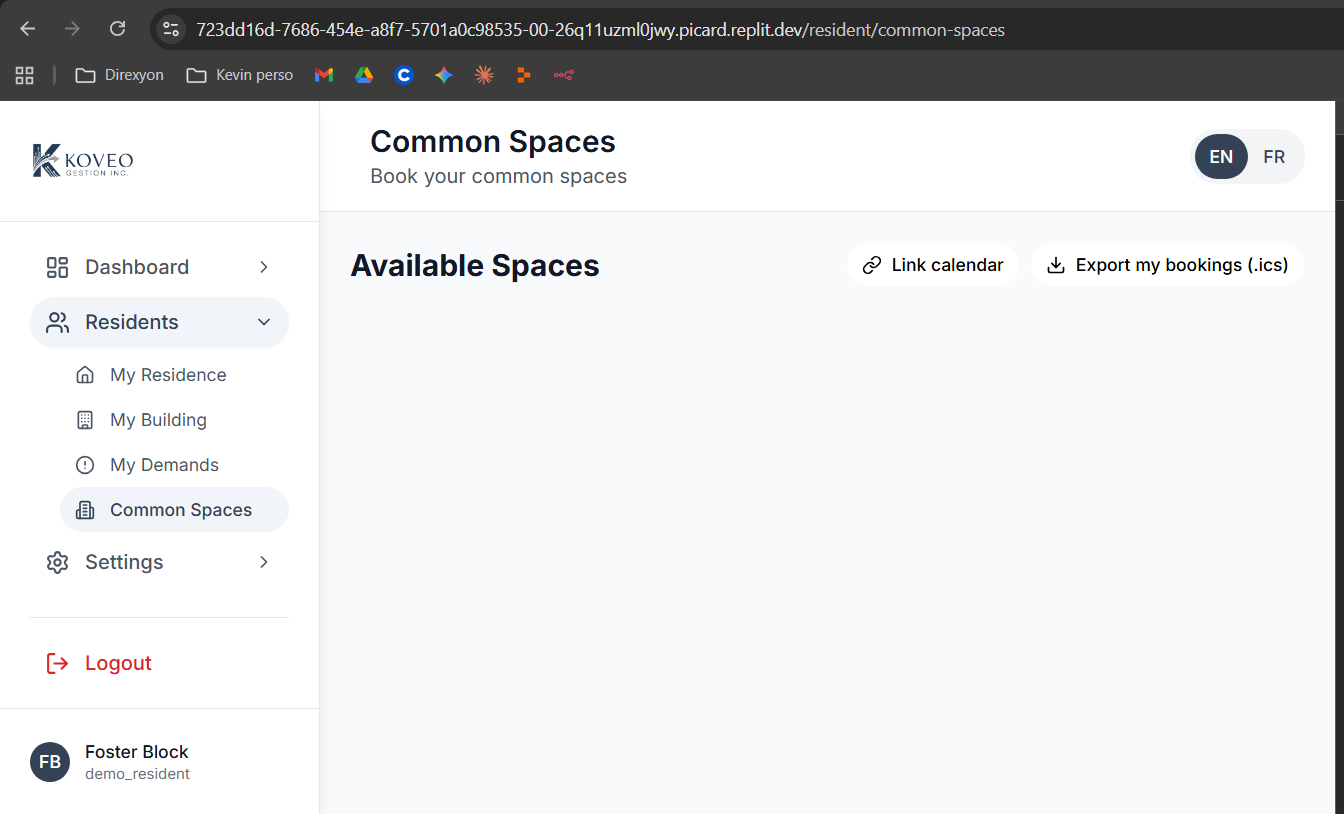 723dd16d-7686-454e-a8f7-5701a0c98535-00-26q11uzml0jwy.picard.replit.dev/resident/common-spaces
Direxyon
Kevin perso
KOVEO
GESTION INC.
Common Spaces
Book your common spaces
EN
FR
Dashboard
Residents
My Residence
My Building
My Demands
Common Spaces
Settings
Logout
FB
Foster Block
demo_resident
Available Spaces
Link calendar
Export my bookings (.ics)